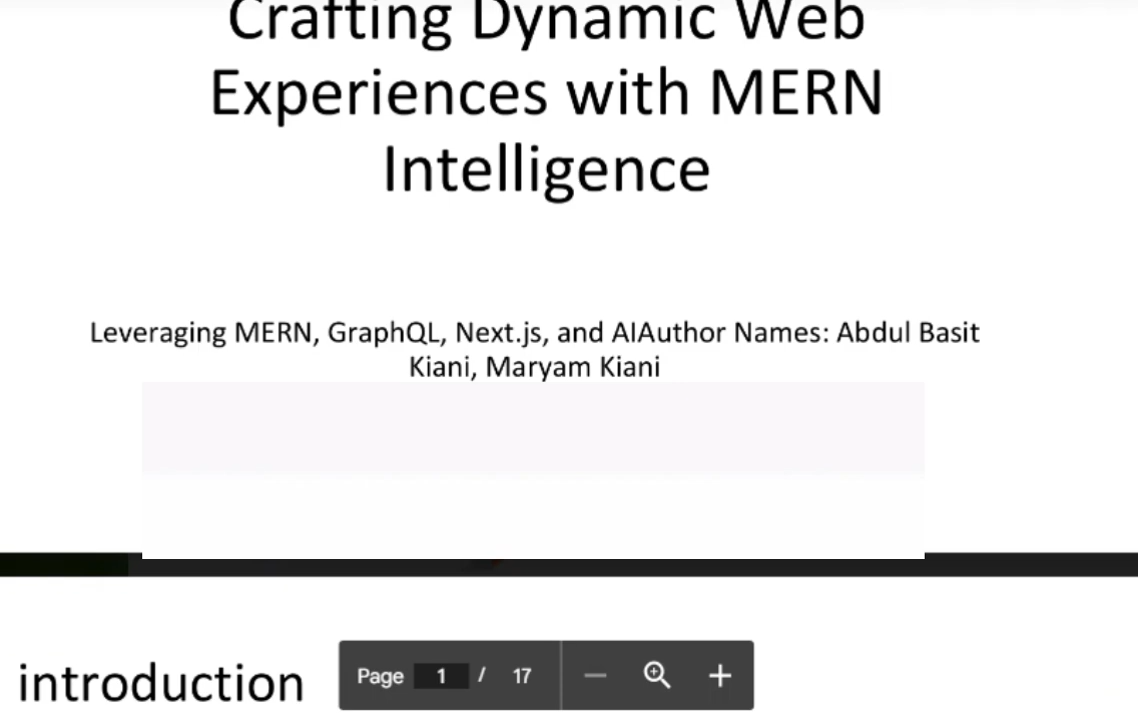 Crafting Dynamic Web
Experiences with MERN
Intelligence
Leveraging MERN, GraphQL, Next.js, and AIAuthor Names: Abdul Basit
Kiani, Maryam Kiani
introduction
Page 1 / 17